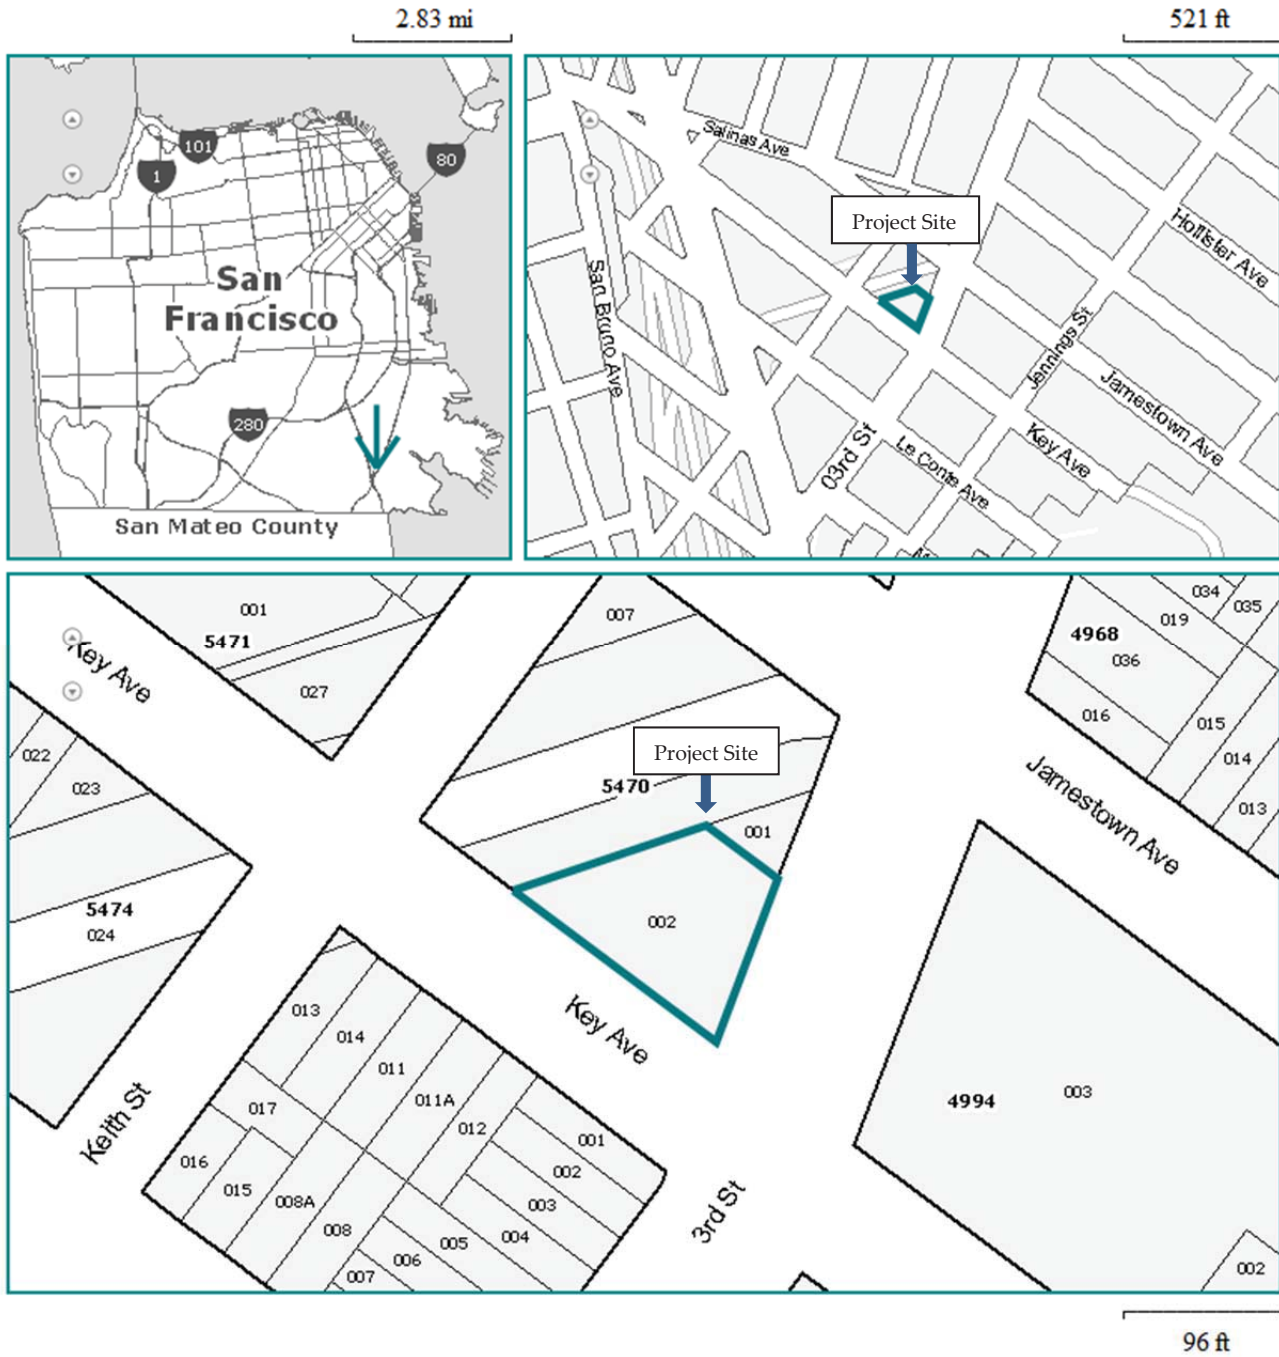 2.83 mi
521 ft
101
1
80
San
Francisco
280
San Mateo County
Salinas Ave
Project Site
Hollister Ave
San Bruno Ave
Jennings St
Jamestown Ave
03rd St
Key Ave
Le Conte Ave
001
5471
027
Key Ave
007
034
035
019
4968
036
016
015
014
013
Project Site
5470
001
002
022
023
5474
024
Jamestown Ave
Key Ave
013
014
011
011A
012
017
016
015
008A
008
007
006
005
004
003
002
001
Keith St
3rd St
4994
003
002
96 ft